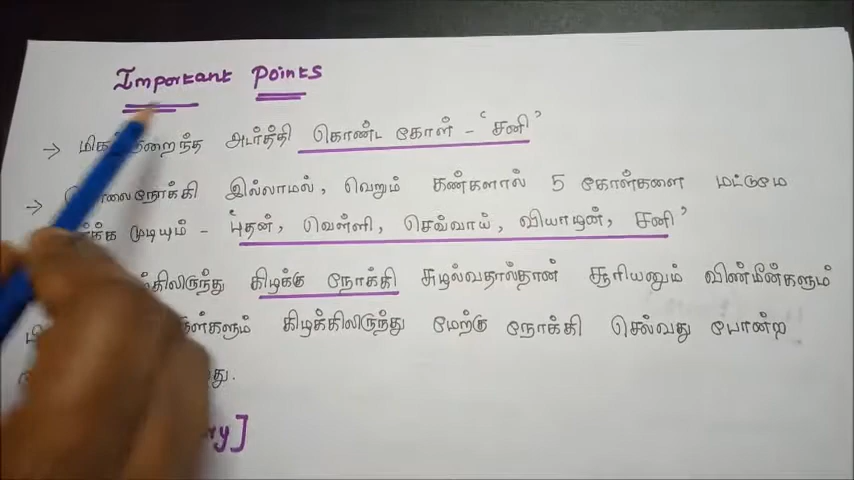 Important Points
→ குறைந்த அடர்த்தி கொண்ட கோள் - 'சனி'
→ இல்லாமல், வெறும் கண்களால் 5 கோள்களை மட்டுமே
முடியும் - 'புதன், வெள்ளி, செவ்வாய், வியாழன், சனி'
கிழக்கு நோக்கி சுழல்வதால்தான் சூரியனும் விண்மீன்களும்
கிழக்கிலிருந்து மேற்கு நோக்கி செல்வது போன்ற